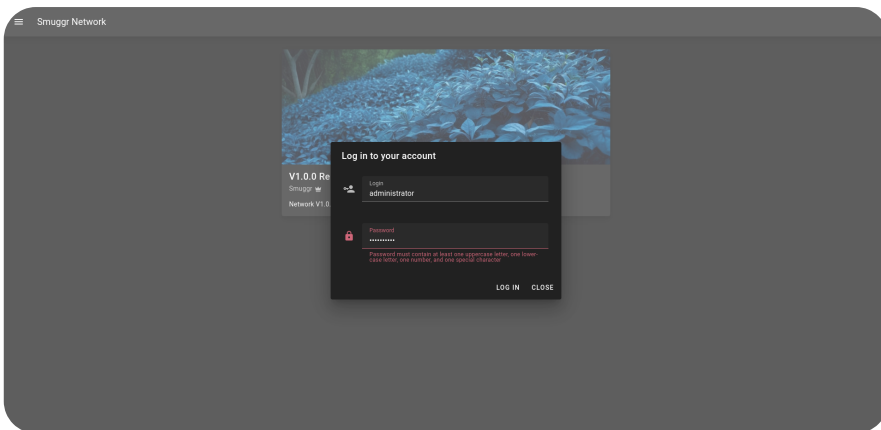 Smuggr Network
V1.0.0 Re
Smuggr
Network V1.0
Log in to your account
Login
administrator
Password
••••••••••
Password must contain at least one uppercase letter, one lower-
case letter, one number, and one special character
LOG IN CLOSE